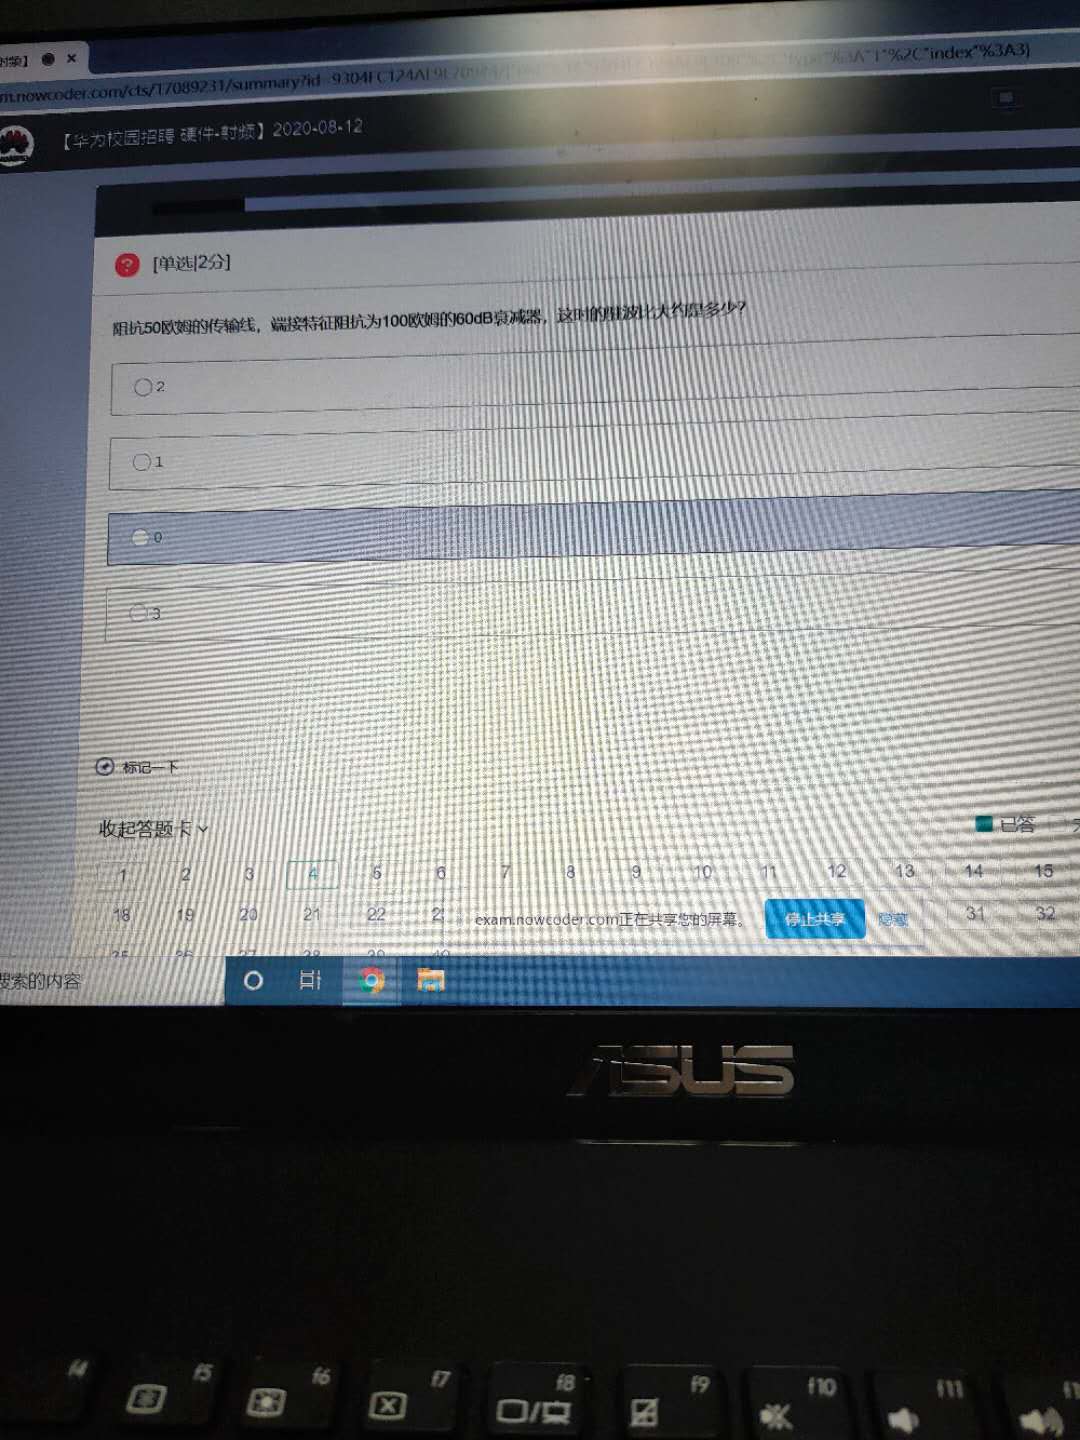 射频】
m.nowcoder.com/cts/17089231/summary?id=9304FC124AF9E
%2C"index"%3A3}
【华为校园招聘 硬件-射频】2020-08-12
[单选|2分]
阻抗50欧姆的传输线，端接特征阻抗为100欧姆的60dB衰减器，这时的驻波比大约是多少?
2
1
0
3
标记一下
收起答题卡
已答
1 2 3 4 5 6 7 8 9 10 11 12 13 14 15
18 19 20 21 22 31 32
exam.nowcoder.com正在共享您的屏幕。 停止共享 隐藏
搜索的内容
ASUS
f4 f5 f6 f7 f8 f9 f10 f11